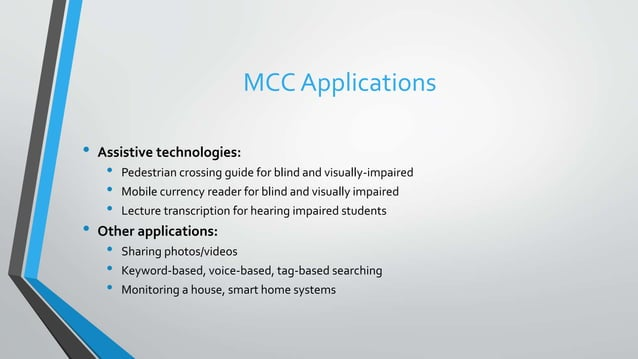 MCC Applications
• Assistive technologies:
• Pedestrian crossing guide for blind and visually-impaired
• Mobile currency reader for blind and visually impaired
• Lecture transcription for hearing impaired students
• Other applications:
• Sharing photos/videos
• Keyword-based, voice-based, tag-based searching
• Monitoring a house, smart home systems